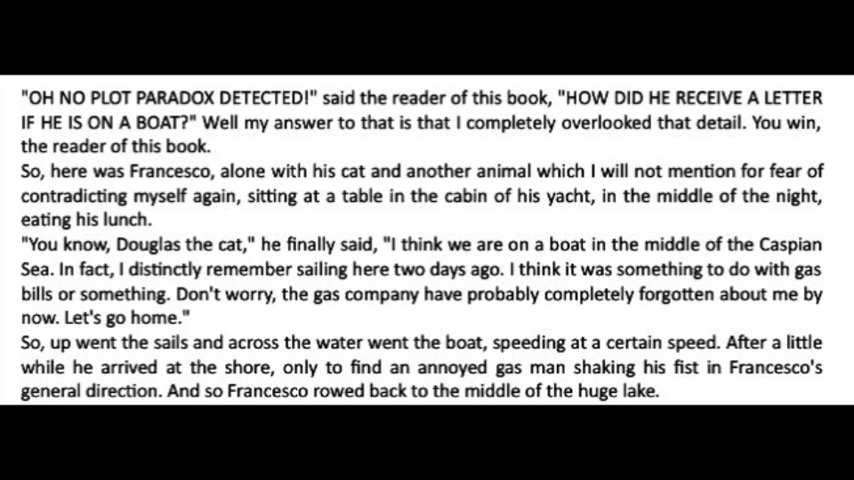 "OH NO PLOT PARADOX DETECTED!" said the reader of this book, "HOW DID HE RECEIVE A LETTER
IF HE IS ON A BOAT?" Well my answer to that is that I completely overlooked that detail. You win,
the reader of this book.
So, here was Francesco, alone with his cat and another animal which I will not mention for fear of
contradicting myself again, sitting at a table in the cabin of his yacht, in the middle of the night,
eating his lunch.
"You know, Douglas the cat," he finally said, "I think we are on a boat in the middle of the Caspian
Sea. In fact, I distinctly remember sailing here two days ago. I think it was something to do with gas
bills or something. Don't worry, the gas company have probably completely forgotten about me by
now. Let's go home."
So, up went the sails and across the water went the boat, speeding at a certain speed. After a little
while he arrived at the shore, only to find an annoyed gas man shaking his fist in Francesco's
general direction. And so Francesco rowed back to the middle of the huge lake.